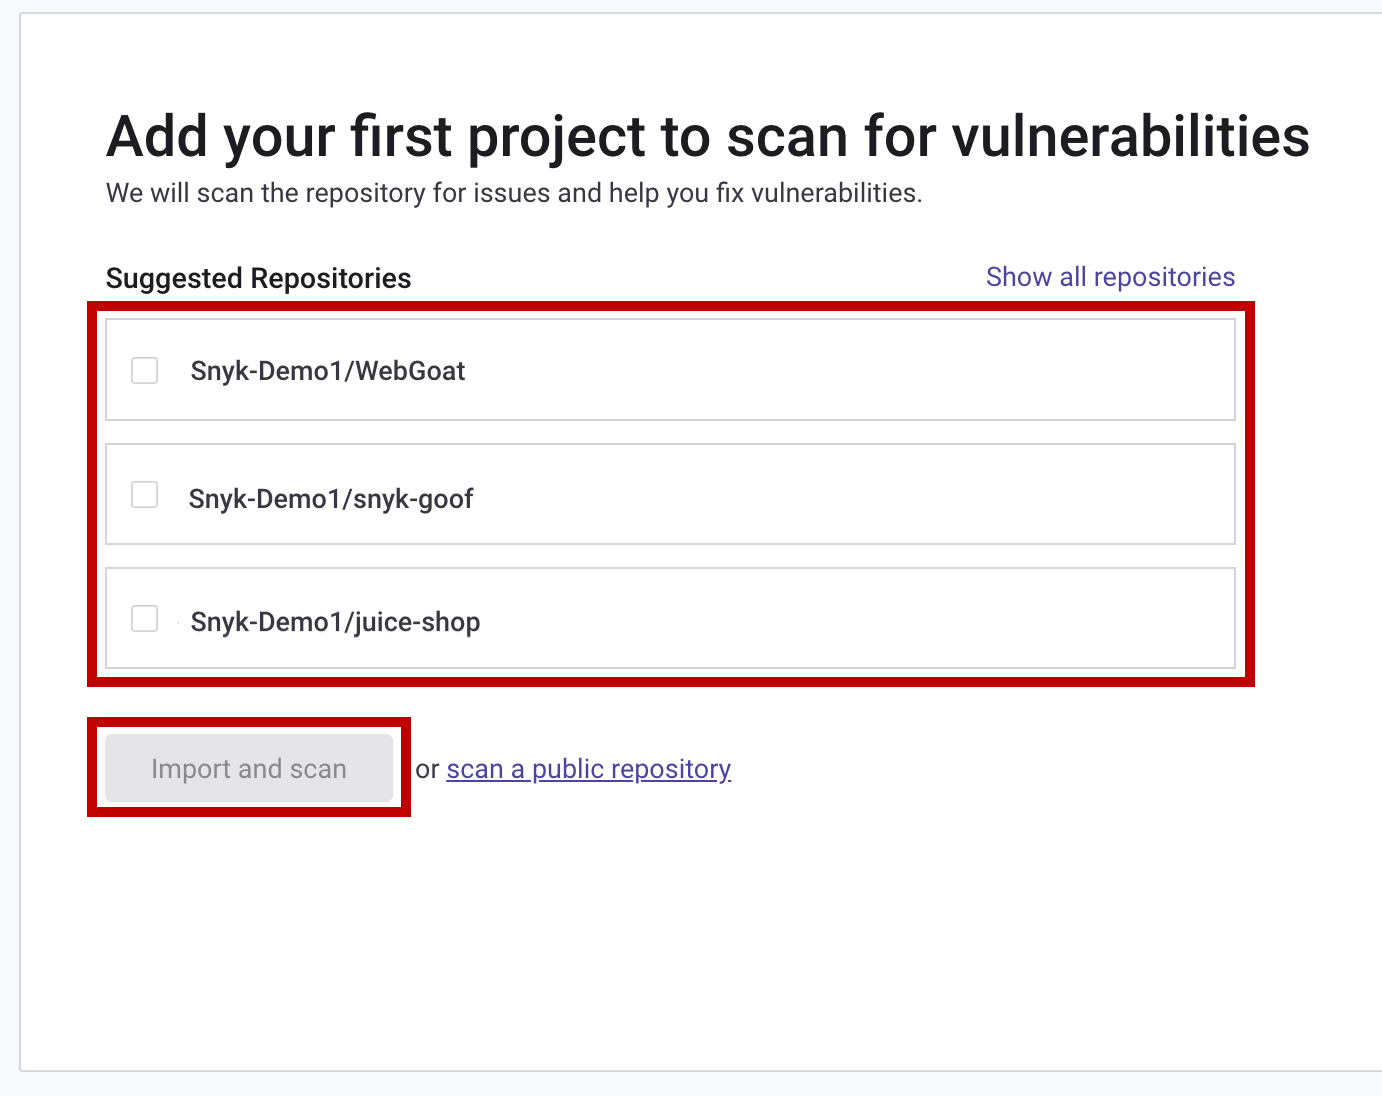 Add your first project to scan for vulnerabilities
We will scan the repository for issues and help you fix vulnerabilities.
Suggested Repositories
Show all repositories
Snyk-Demo1/WebGoat
Snyk-Demo1/snyk-goof
Snyk-Demo1/juice-shop
Import and scan
or scan a public repository